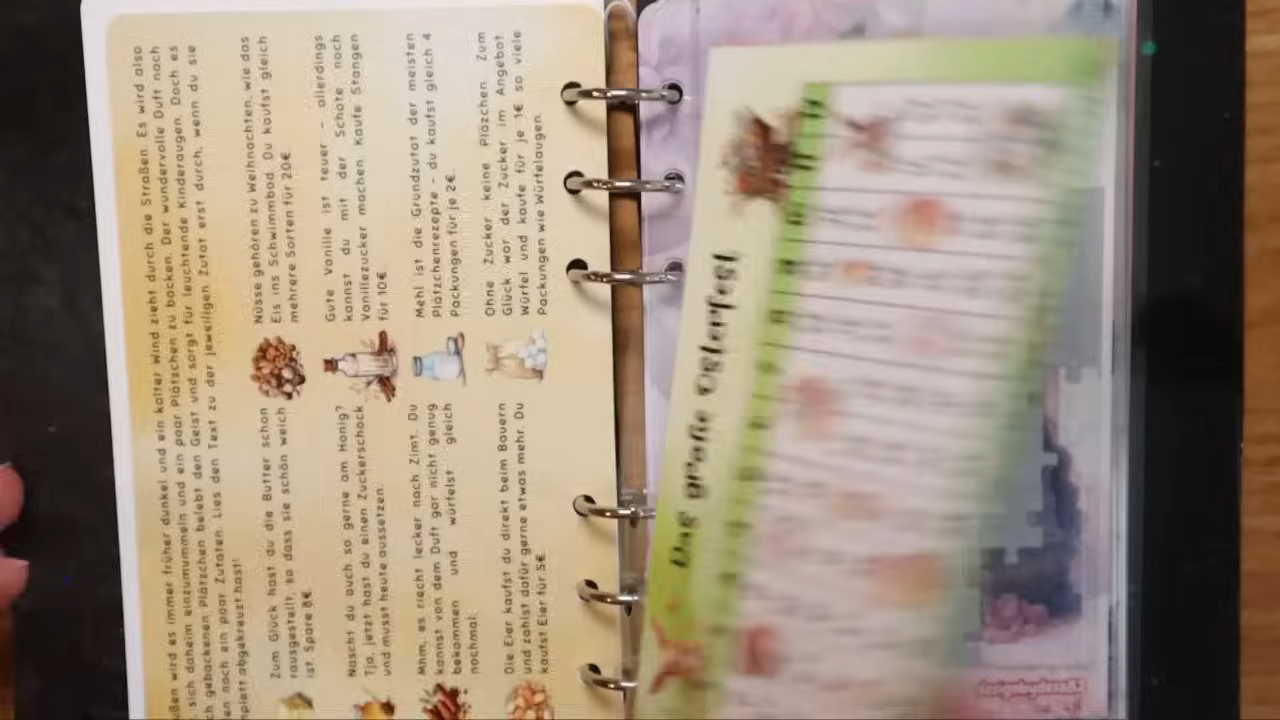 ßen wird es immer früher dunkel und ein kalter Wind zieht durch die Straßen. Es wird also
sich daheim einzumummeln und ein paar Plätzchen zu backen. Der wundervolle Duft nach
gebackenen Plätzchen belebt den Geist und sorgt für leuchtende Kinderaugen. Doch es
noch ein paar Zutaten. Lies den Text zu der jeweiligen Zutat erst durch, wenn du sie
abgekreuzt hast!
Zum Glück hast du die Butter schon
rausgestellt, so dass sie schön weich
ist. Spare 8€
Nascht du auch so gerne am Honig?
Tja, jetzt hast du einen Zuckerschock
und musst heute aussetzen
Mhm, es riecht lecker nach Zimt. Du
kannst von dem Duft gar nicht genug
bekommen und würfelst gleich
nochmal.
Die Eier kaufst du direkt beim Bauern
und zahlst dafür gerne etwas mehr. Du
kaufst Eier für 5€
Nüsse gehören zu Weihnachten, wie das
Eis ins Schwimmbad. Du kaufst gleich
mehrere Sorten für 20€
Gute Vanille ist teuer - allerdings
kannst du mit der Schote noch
Vanillezucker machen. Kaufe Stangen
für 10€
Mehl ist die Grundzutat der meisten
Plätzchenrezepte - du kaufst gleich 4
Packungen für je 2€
Ohne Zucker keine Pläzchen. Zum
Glück war der Zucker im Angebot.
Würfel und kaufe für je 1€ so viele
Packungen wie Würfelaugen.
Das große Osterfest